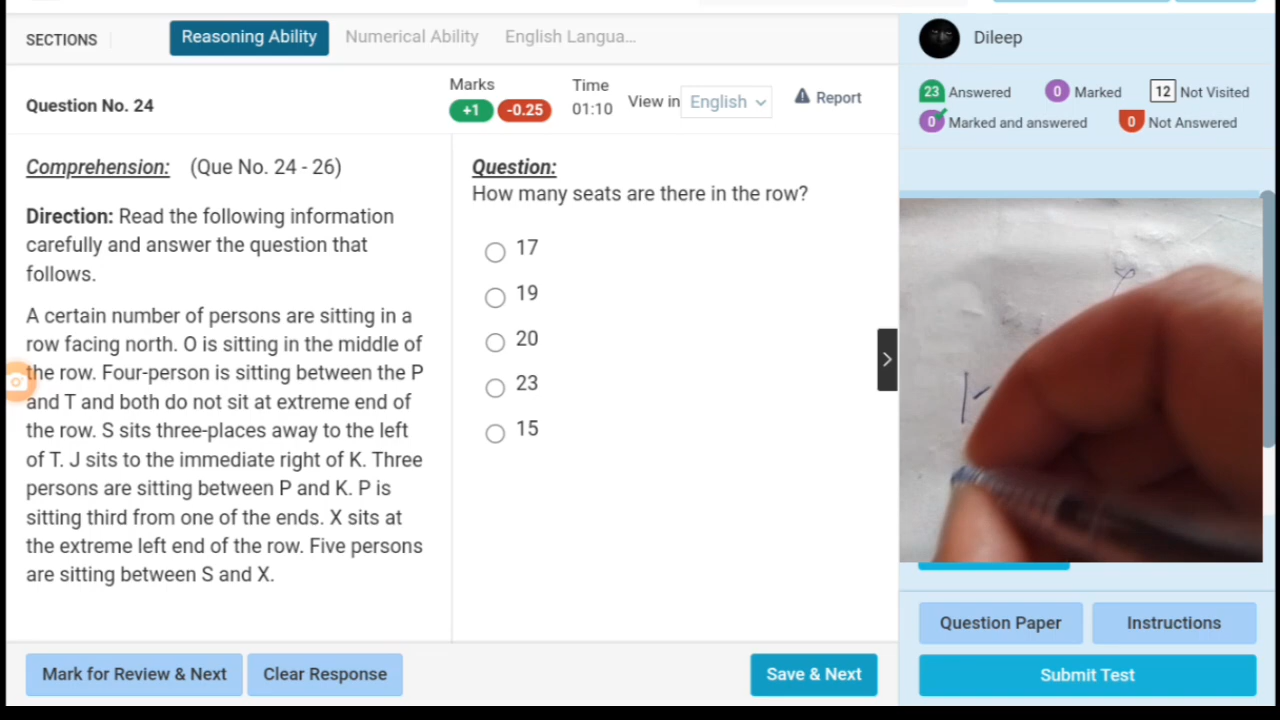 SECTIONS
Reasoning Ability
Numerical Ability
English Langua...
Dileep
Question No. 24
Marks
+1
-0.25
Time
01:10
View in
English
Report
23 Answered
0 Marked
12 Not Visited
0 Marked and answered
0 Not Answered
Comprehension: (Que No. 24 - 26)
Direction: Read the following information
carefully and answer the question that
follows.
A certain number of persons are sitting in a
row facing north. O is sitting in the middle of
the row. Four-person is sitting between the P
and T and both do not sit at extreme end of
the row. S sits three-places away to the left
of T. J sits to the immediate right of K. Three
persons are sitting between P and K. P is
sitting third from one of the ends. X sits at
the extreme left end of the row. Five persons
are sitting between S and X.
Question:
How many seats are there in the row?
17
19
20
23
15
Mark for Review & Next
Clear Response
Save & Next
Question Paper
Instructions
Submit Test